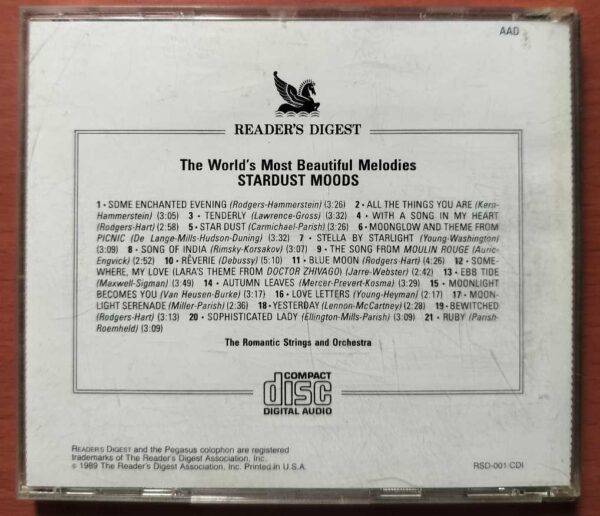 AAD
READER'S DIGEST
The World's Most Beautiful Melodies
STARDUST MOODS
1 • SOME ENCHANTED EVENING (Rodgers-Hammerstein) (3:26) 2 • ALL THE THINGS YOU ARE (Kern-
Hammerstein) (3:05) 3 • TENDERLY (Lawrence-Gross) (3:32) 4 • WITH A SONG IN MY HEART
(Rodgers-Hart) (2:58) 5 • STAR DUST (Carmichael-Parish) (3:26) 6 • MOONGLOW AND THEME FROM
PICNIC (De Lange-Mills-Hudson-Duning) (3:32) 7 • STELLA BY STARLIGHT (Young-Washington)
(3:09) 8 • SONG OF INDIA (Rimsky-Korsakov) (3:07) 9 • THE SONG FROM MOULIN ROUGE (Auric-
Engvick) (2:52) 10 • RÊVERIE (Debussy) (5:10) 11 • BLUE MOON (Rodgers-Hart) (4:26) 12 • SOME-
WHERE, MY LOVE (LARA'S THEME FROM DOCTOR ZHIVAGO) (Jarre-Webster) (2:42) 13 • EBB TIDE
(Maxwell-Sigman) (3:49) 14 • AUTUMN LEAVES (Mercer-Prevert-Kosma) (3:29) 15 • MOONLIGHT
BECOMES YOU (Van Heusen-Burke) (3:17) 16 • LOVE LETTERS (Young-Heyman) (2:17) 17 • MOON-
LIGHT SERENADE (Miller-Parish) (2:36) 18 • YESTERDAY (Lennon-McCartney) (2:28) 19 • BEWITCHED
(Rodgers-Hart) (3:13) 20 • SOPHISTICATED LADY (Ellington-Mills-Parish) (3:09) 21 • RUBY (Parish-
Roemheld) (3:09)
The Romantic Strings and Orchestra
COMPACT
disc
DIGITAL AUDIO
READER'S DIGEST and the Pegasus colophon are registered
trademarks of The Reader's Digest Association, Inc.
© 1989 The Reader's Digest Association, Inc. Printed in U.S.A.
RSD-001 CDI